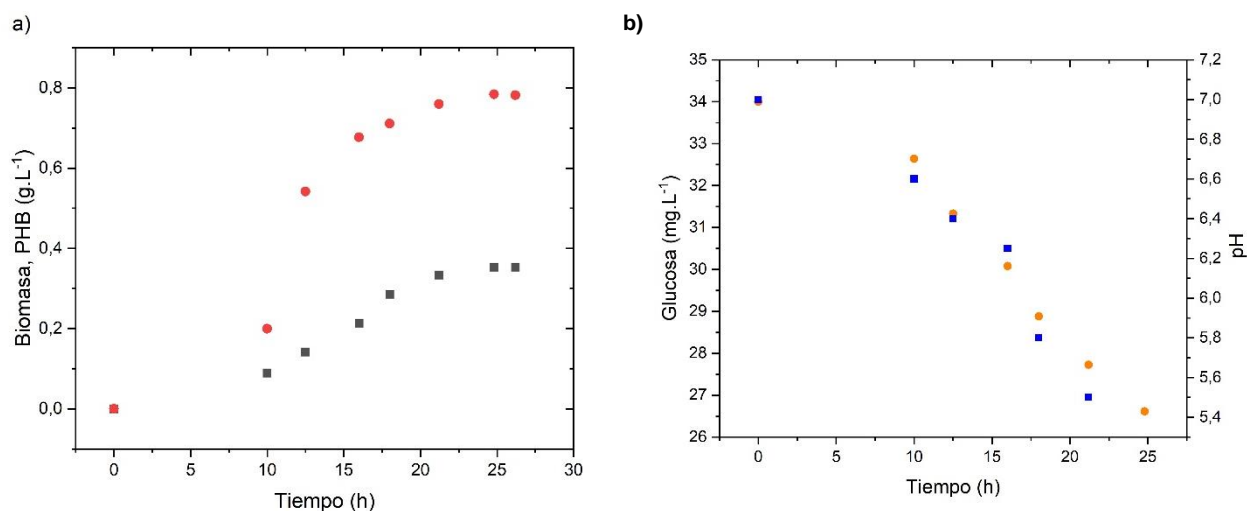 a)
Biomasa, PHB (g.L⁻¹)
0,8
0,6
0,4
0,2
0,0
0 5 10 15 20 25 30
Tiempo (h)
b)
Glucosa (mg.L⁻¹)
35
34
33
32
31
30
29
28
27
26
0 5 10 15 20 25
Tiempo (h)
7,2
7,0
6,8
6,6
6,4
6,2
6,0
5,8
5,6
5,4
pH